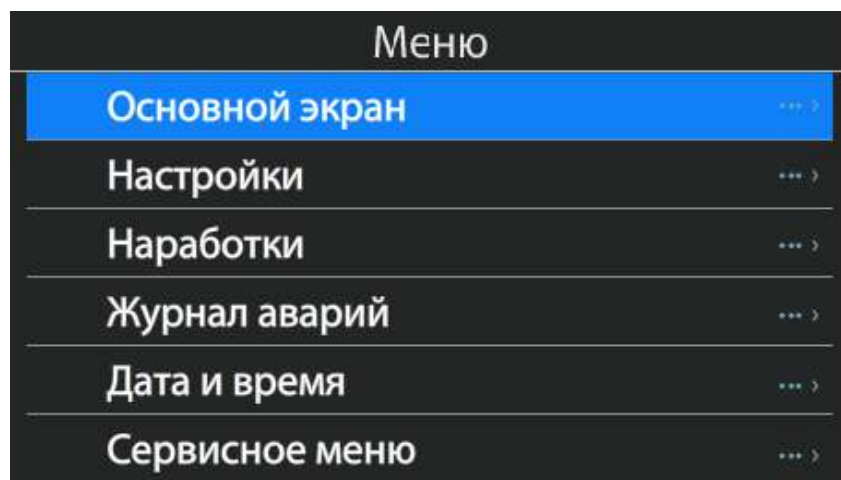 Меню
Основной экран
Настройки
Наработки
Журнал аварий
Дата и время
Сервисное меню